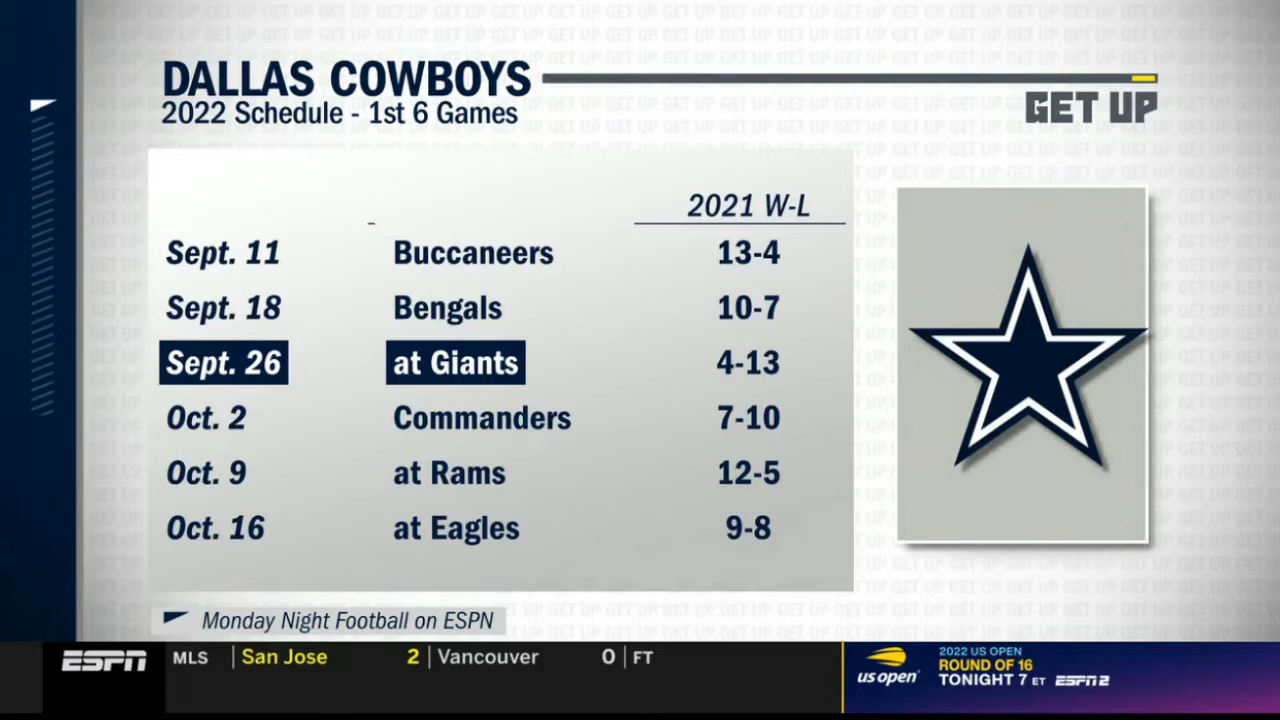 DALLAS COWBOYS
2022 Schedule - 1st 6 Games
GET UP
2021 W-L
Sept. 11 Buccaneers 13-4
Sept. 18 Bengals 10-7
Sept. 26 at Giants 4-13
Oct. 2 Commanders 7-10
Oct. 9 at Rams 12-5
Oct. 16 at Eagles 9-8
Monday Night Football on ESPN
ESPN MLS San Jose 2 Vancouver 0 FT
us open
2022 US OPEN
ROUND OF 16
TONIGHT 7 ET ESPN2